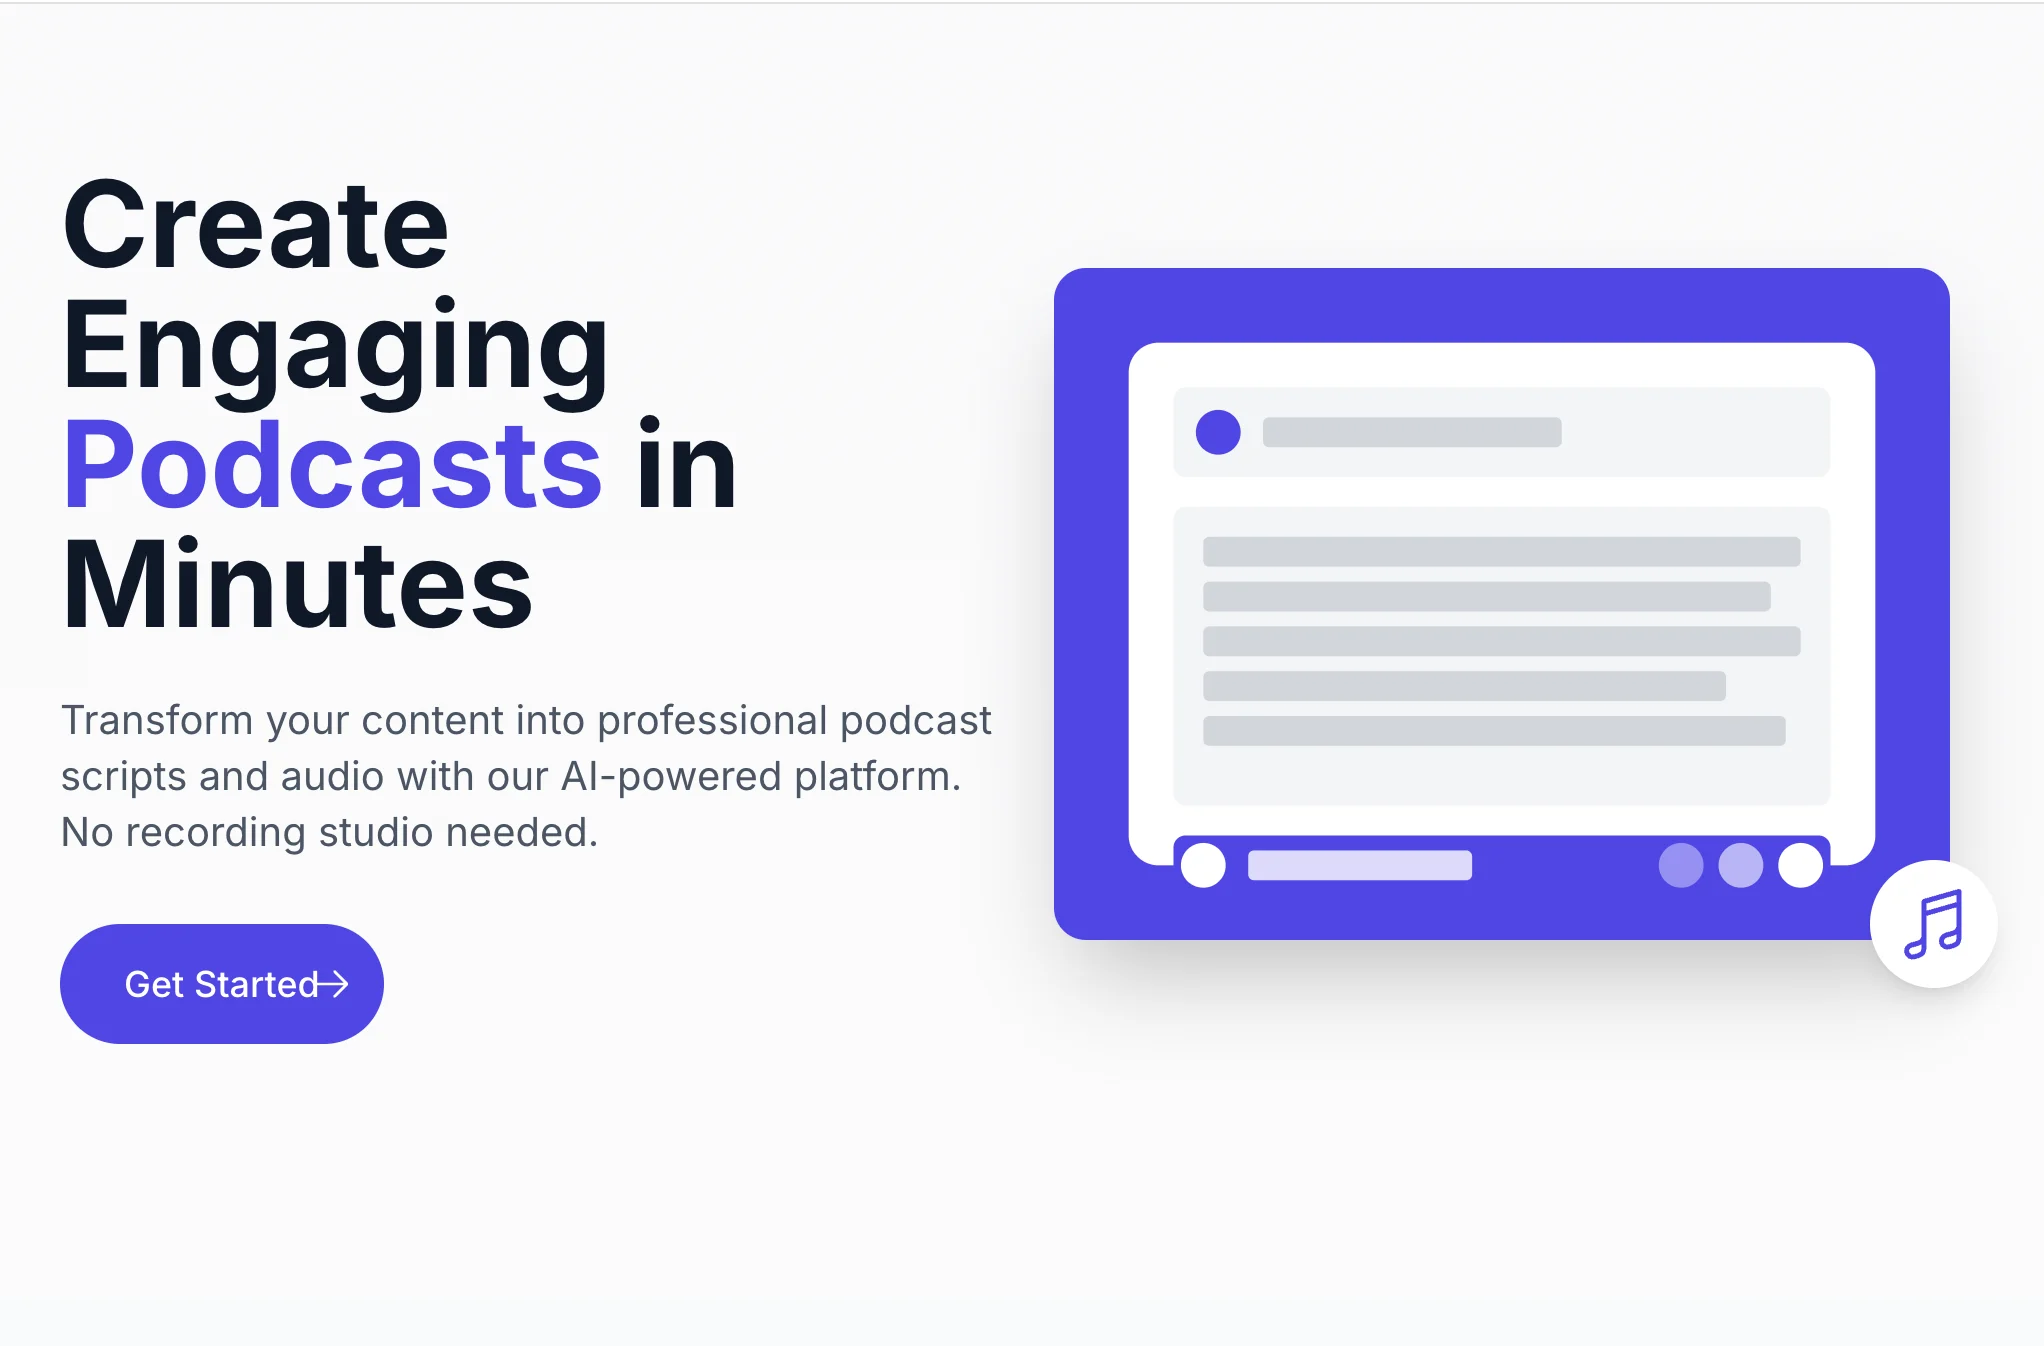 Create
Engaging
Podcasts in
Minutes
Transform your content into professional podcast
scripts and audio with our AI-powered platform.
No recording studio needed.
Get Started